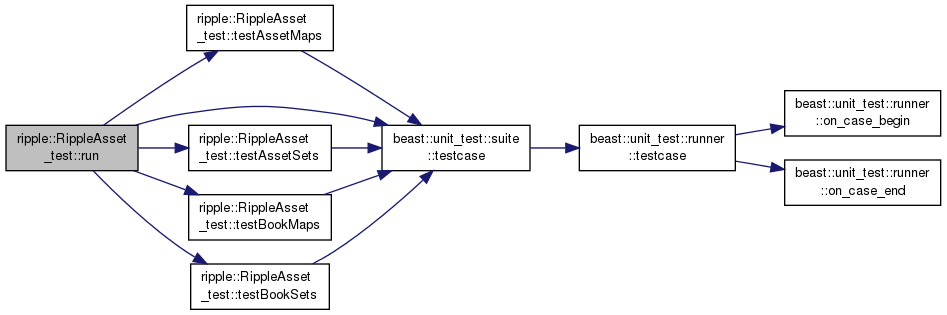 ripple::RippleAsset
_test::run
ripple::RippleAsset
_test::testAssetMaps
ripple::RippleAsset
_test::testAssetSets
ripple::RippleAsset
_test::testBookMaps
ripple::RippleAsset
_test::testBookSets
beast::unit_test::suite
::testcase
beast::unit_test::runner
::testcase
beast::unit_test::runner
::on_case_begin
beast::unit_test::runner
::on_case_end